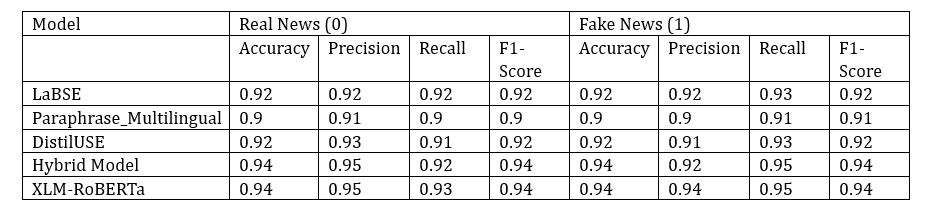 Model Real News (0) Fake News (1)
Accuracy Precision Recall F1- Accuracy Precision Recall F1-
Score Score
LaBSE 0.92 0.92 0.92 0.92 0.92 0.92 0.93 0.92
Paraphrase_Multilingual 0.9 0.91 0.9 0.9 0.9 0.9 0.91 0.91
DistilUSE 0.92 0.93 0.91 0.92 0.92 0.91 0.93 0.92
Hybrid Model 0.94 0.95 0.92 0.94 0.94 0.92 0.95 0.94
XLM-RoBERTa 0.94 0.95 0.93 0.94 0.94 0.94 0.95 0.94